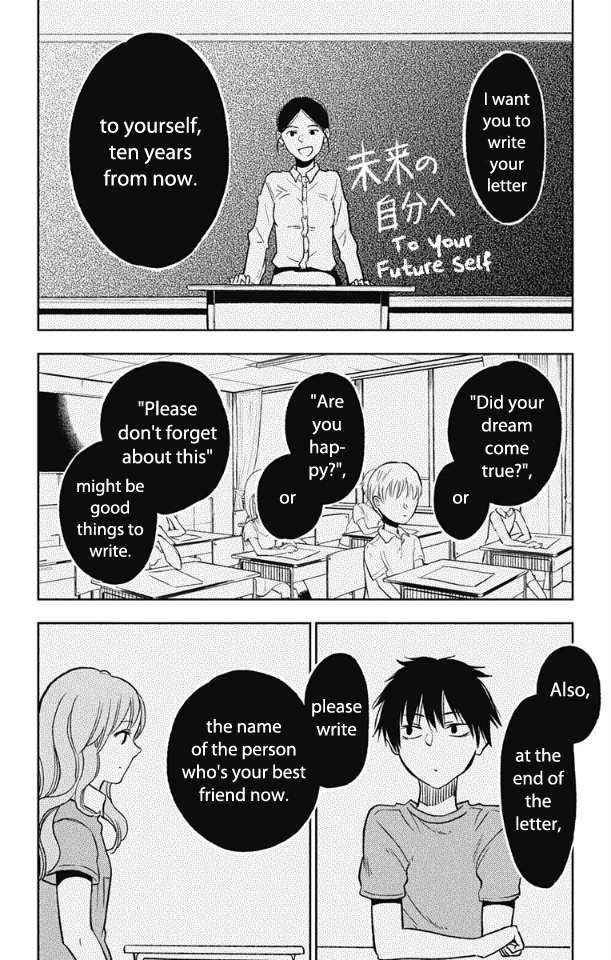 I want
you to
write
your
letter
to yourself,
ten years
from now.
未来の
自分へ
To your
Future Self
"Did your
dream
come
true?",
or
"Are
you
hap-
py?",
or
"Please
don't forget
about this"
might be
good
things to
write.
Also,
at the
end of
the
letter,
please
write
the name
of the person
who's your best
friend now.